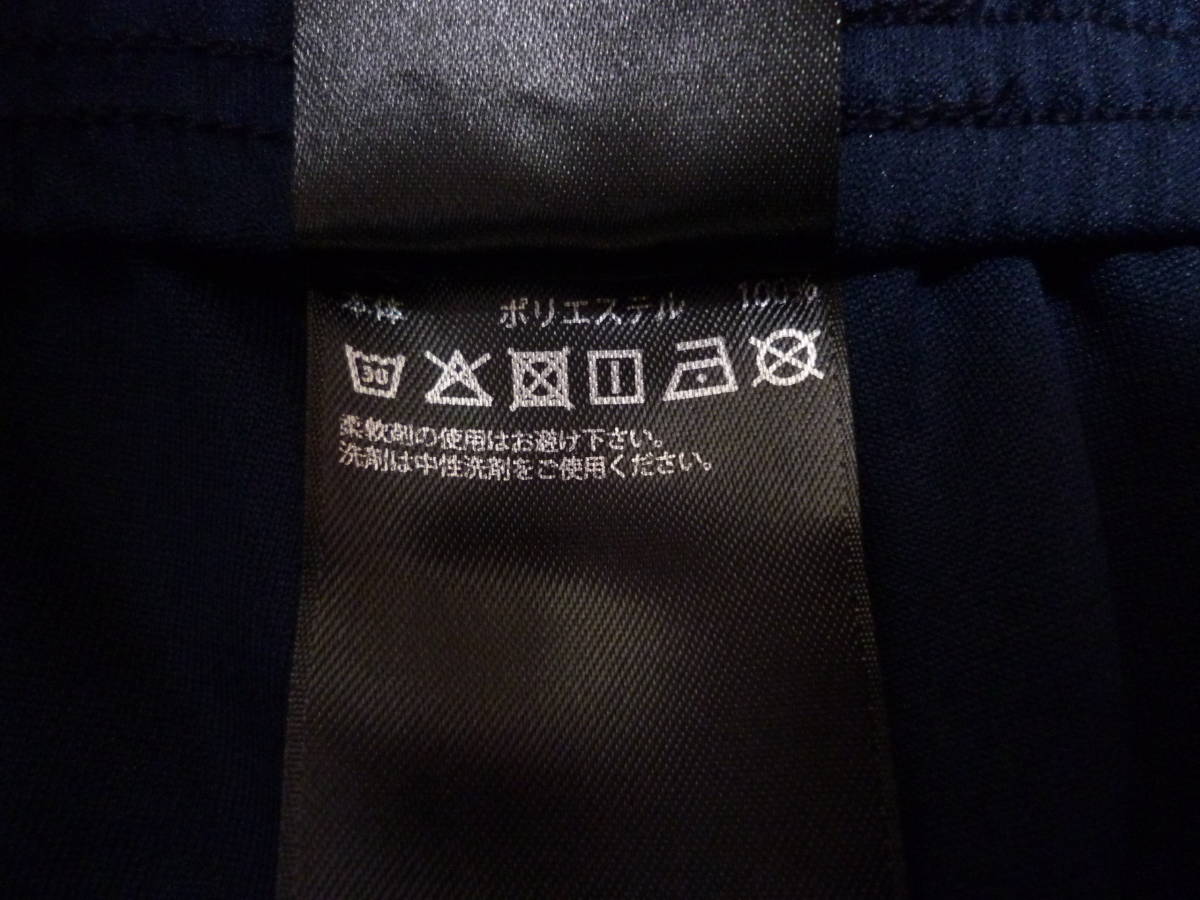 本体 ポリエステル 100%
30
柔軟剤の使用はお避け下さい。
洗剤は中性洗剤をご使用ください。